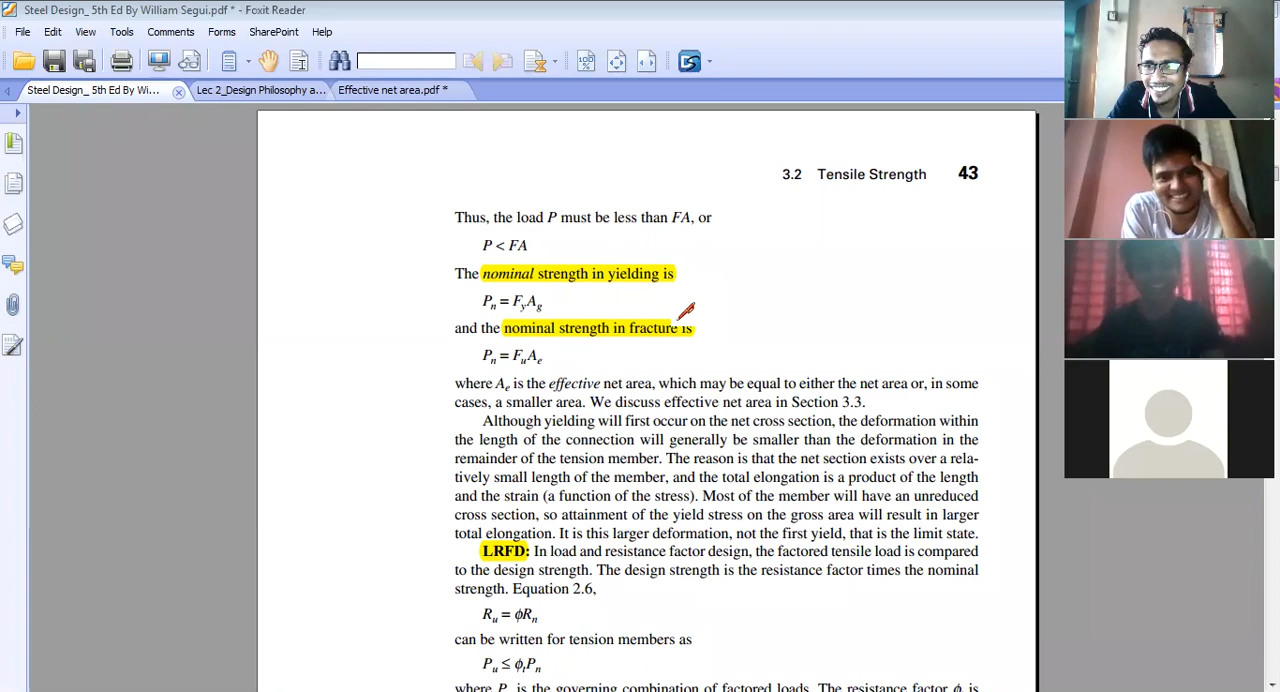 Steel Design_ 5th Ed By William Segui.pdf * - Foxit Reader
File Edit View Tools Comments Forms SharePoint Help
Steel Design_ 5th Ed By Wi... Lec 2_Design Philosophy a... Effective net area.pdf *
3.2 Tensile Strength 43
Thus, the load P must be less than FA, or
P < FA
The nominal strength in yielding is
Pn = FyAg
and the nominal strength in fracture is
Pn = FuAe
where Ae is the effective net area, which may be equal to either the net area or, in some
cases, a smaller area. We discuss effective net area in Section 3.3.
Although yielding will first occur on the net cross section, the deformation within
the length of the connection will generally be smaller than the deformation in the
remainder of the tension member. The reason is that the net section exists over a rela-
tively small length of the member, and the total elongation is a product of the length
and the strain (a function of the stress). Most of the member will have an unreduced
cross section, so attainment of the yield stress on the gross area will result in larger
total elongation. It is this larger deformation, not the first yield, that is the limit state.
LRFD: In load and resistance factor design, the factored tensile load is compared
to the design strength. The design strength is the resistance factor times the nominal
strength. Equation 2.6,
Ru = ϕRn
can be written for tension members as
Pu ≤ ϕtPn
where P is the governing combination of factored loads. The resistance factor ϕ is